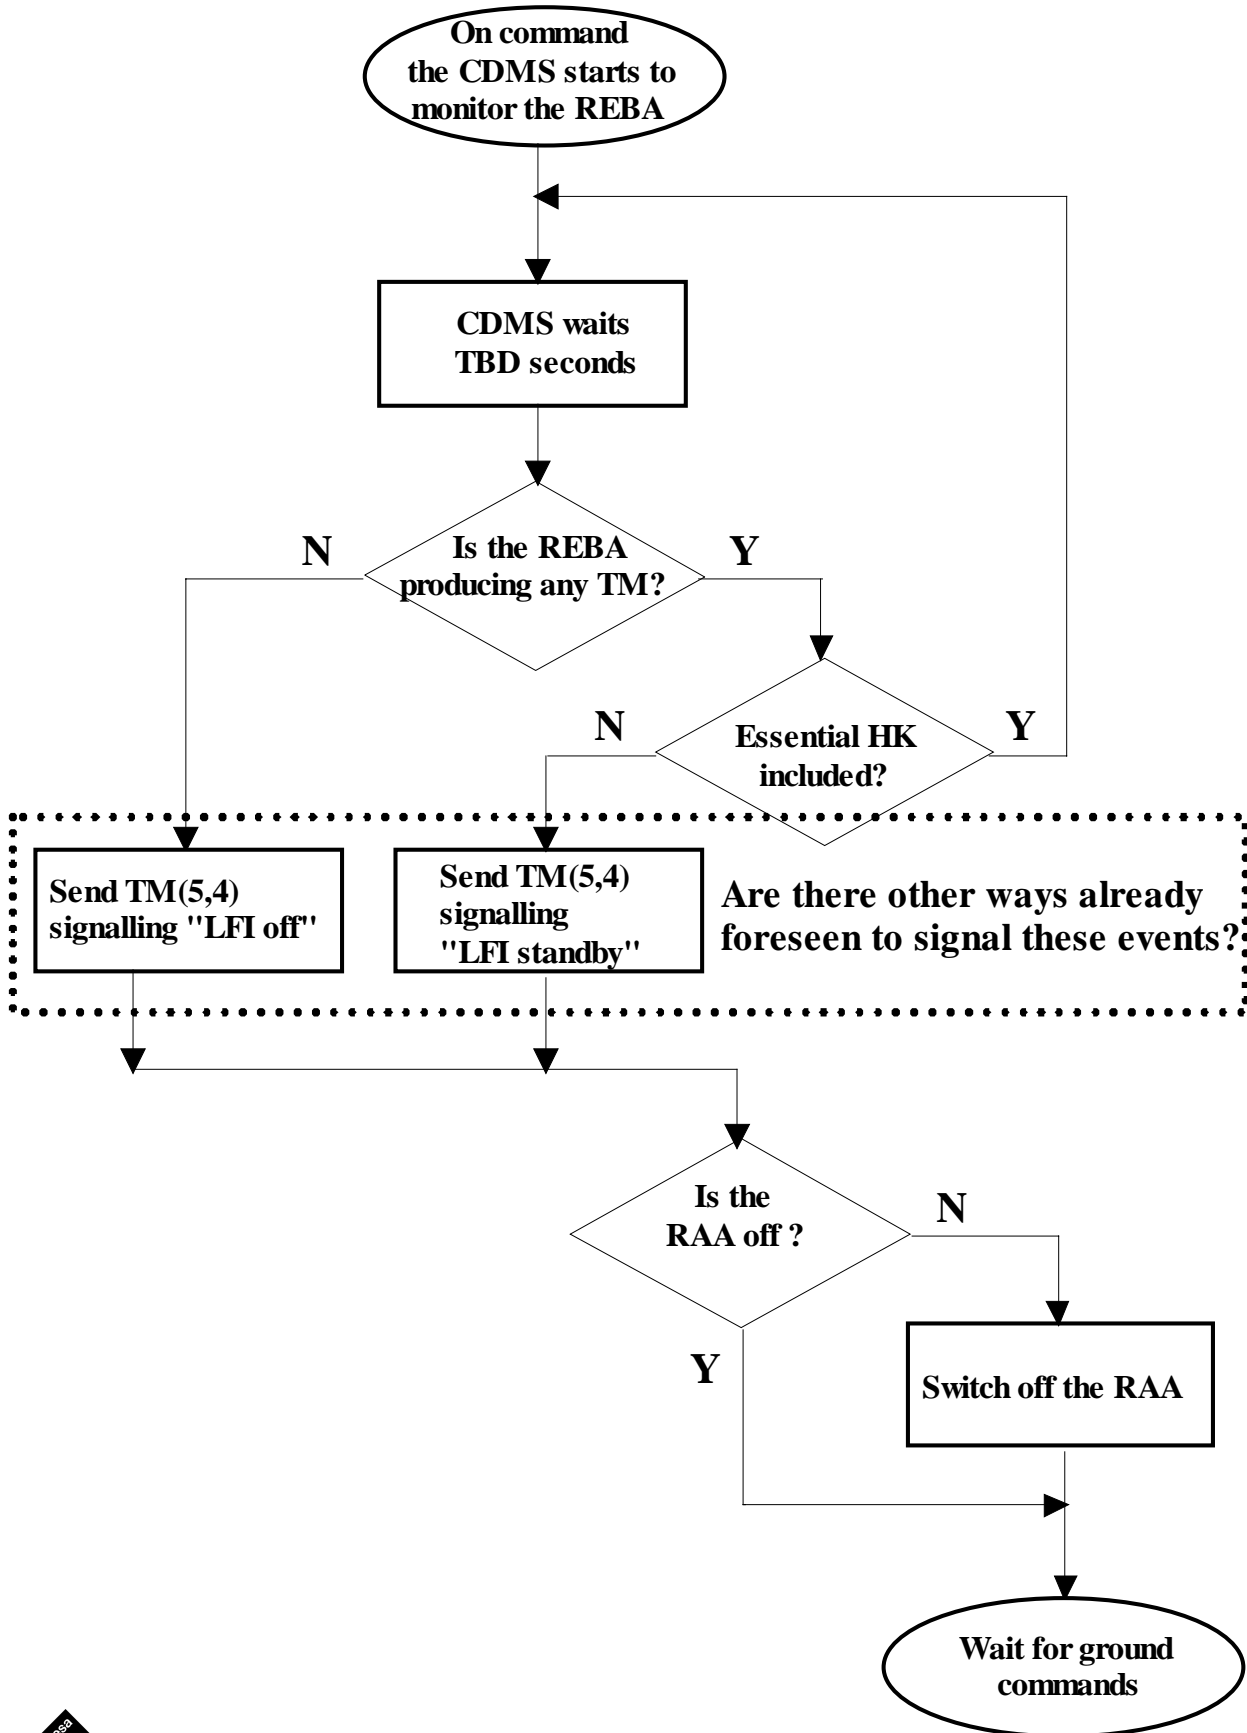 On command
the CDMS starts to
monitor the REBA
CDMS waits
TBD seconds
N
Is the REBA
producing any TM?
Y
N
Essential HK
included?
Y
Send TM(5,4)
signalling "LFI off"
Send TM(5,4)
signalling
"LFI standby"
Are there other ways already
foreseen to signal these events?
Is the
RAA off ?
N
Y
Switch off the RAA
Wait for ground
commands
esa